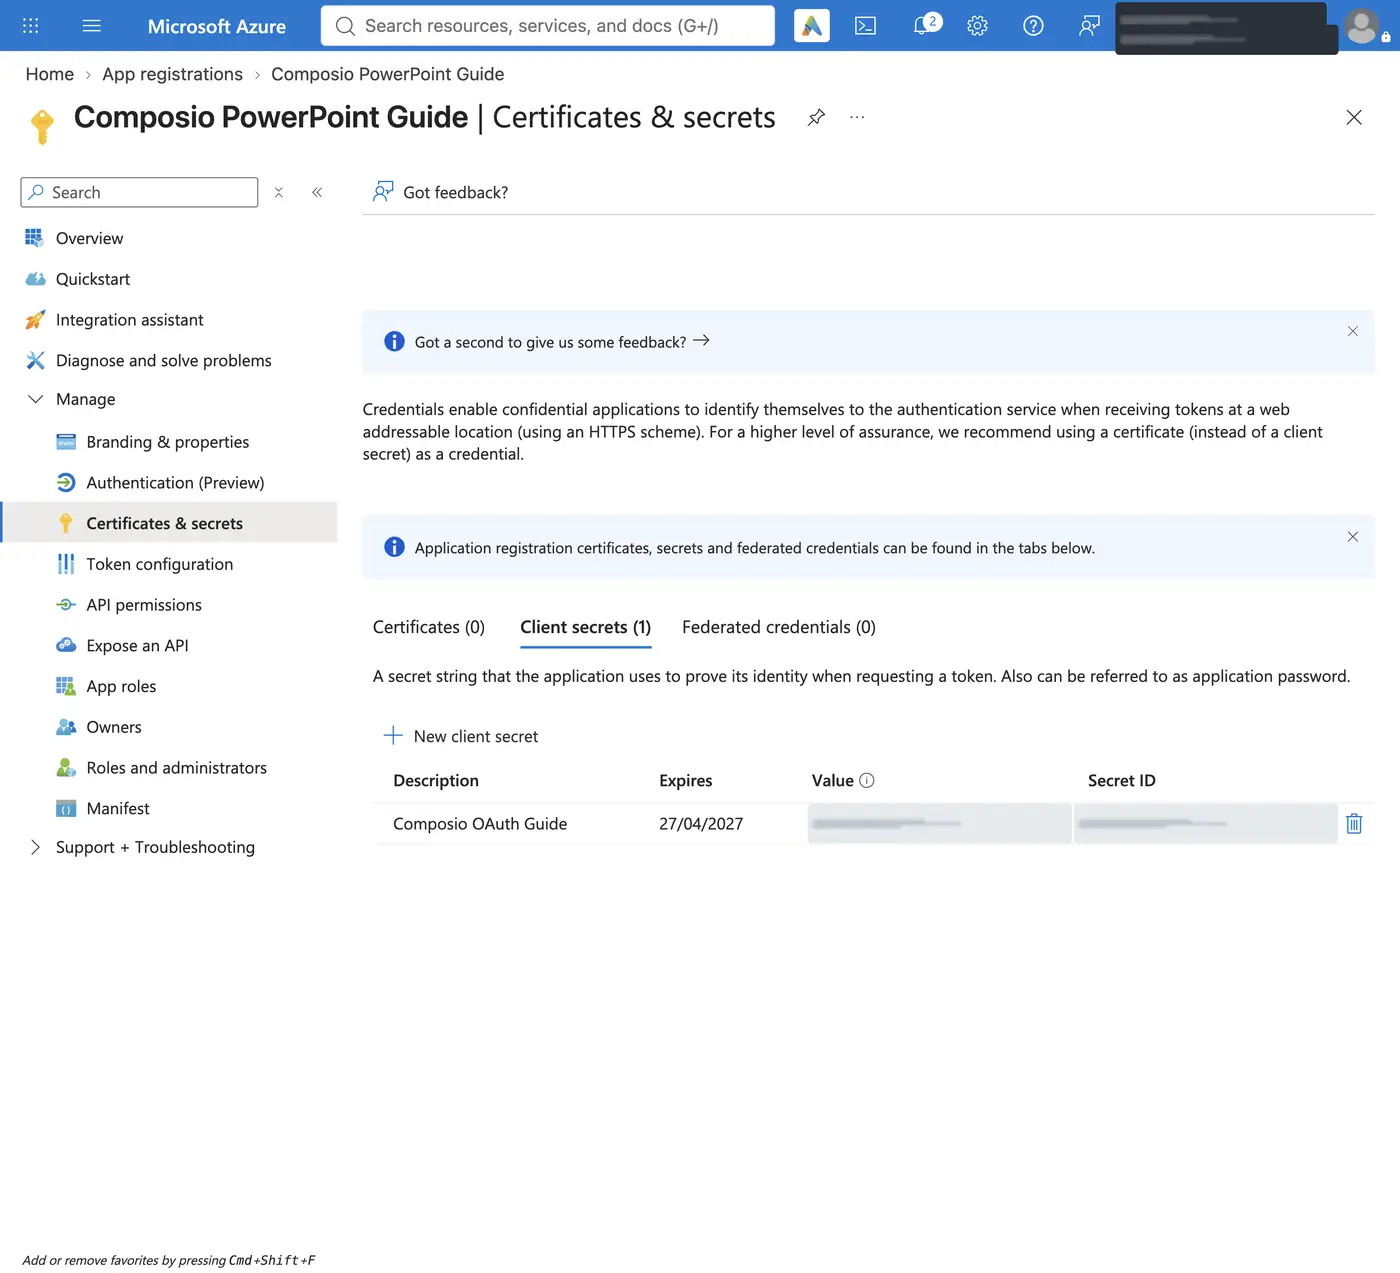 Microsoft Azure
Search resources, services, and docs (G+/)
2
Home › App registrations › Composio PowerPoint Guide
Composio PowerPoint Guide | Certificates & secrets
Search
Got feedback?
Overview
Quickstart
Integration assistant
Diagnose and solve problems
Manage
Branding & properties
Authentication (Preview)
Certificates & secrets
Token configuration
API permissions
Expose an API
App roles
Owners
Roles and administrators
Manifest
Support + Troubleshooting
Got a second to give us some feedback? →
Credentials enable confidential applications to identify themselves to the authentication service when receiving tokens at a web
addressable location (using an HTTPS scheme). For a higher level of assurance, we recommend using a certificate (instead of a client
secret) as a credential.
Application registration certificates, secrets and federated credentials can be found in the tabs below.
Certificates (0) Client secrets (1) Federated credentials (0)
A secret string that the application uses to prove its identity when requesting a token. Also can be referred to as application password.
New client secret
Description Expires Value Secret ID
Composio OAuth Guide 27/04/2027
Add or remove favorites by pressing Cmd+Shift+F